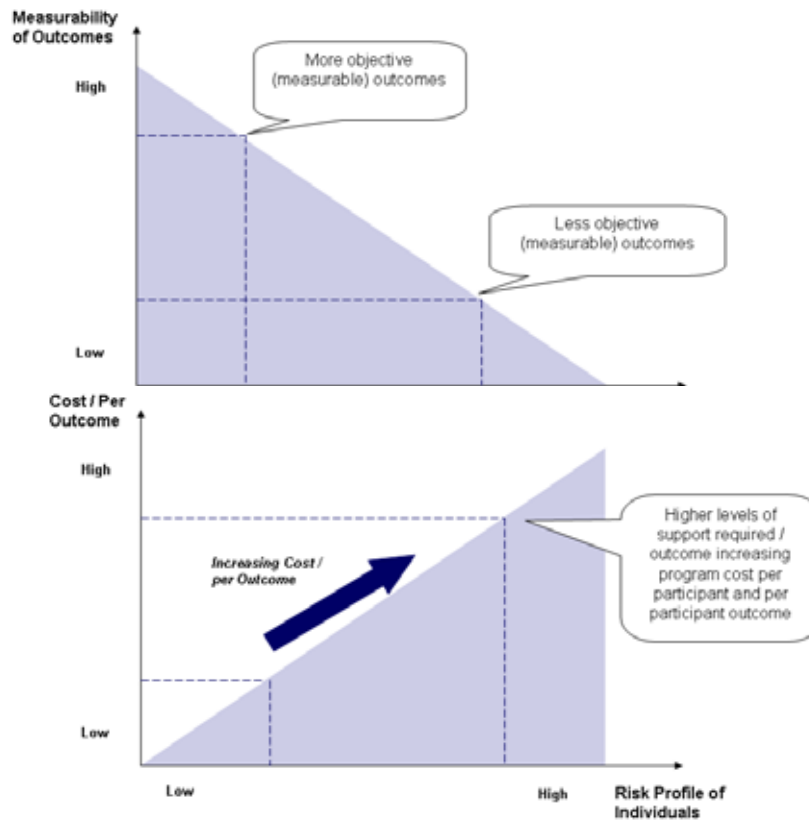 Measurability
of Outcomes
High
More objective
(measurable) outcomes
Less objective
(measurable) outcomes
Low
Cost / Per
Outcome
High
Increasing Cost /
per Outcome
Higher levels of
support required /
outcome increasing
program cost per
participant and per
participant outcome
Low
Low
High
Risk Profile of
Individuals